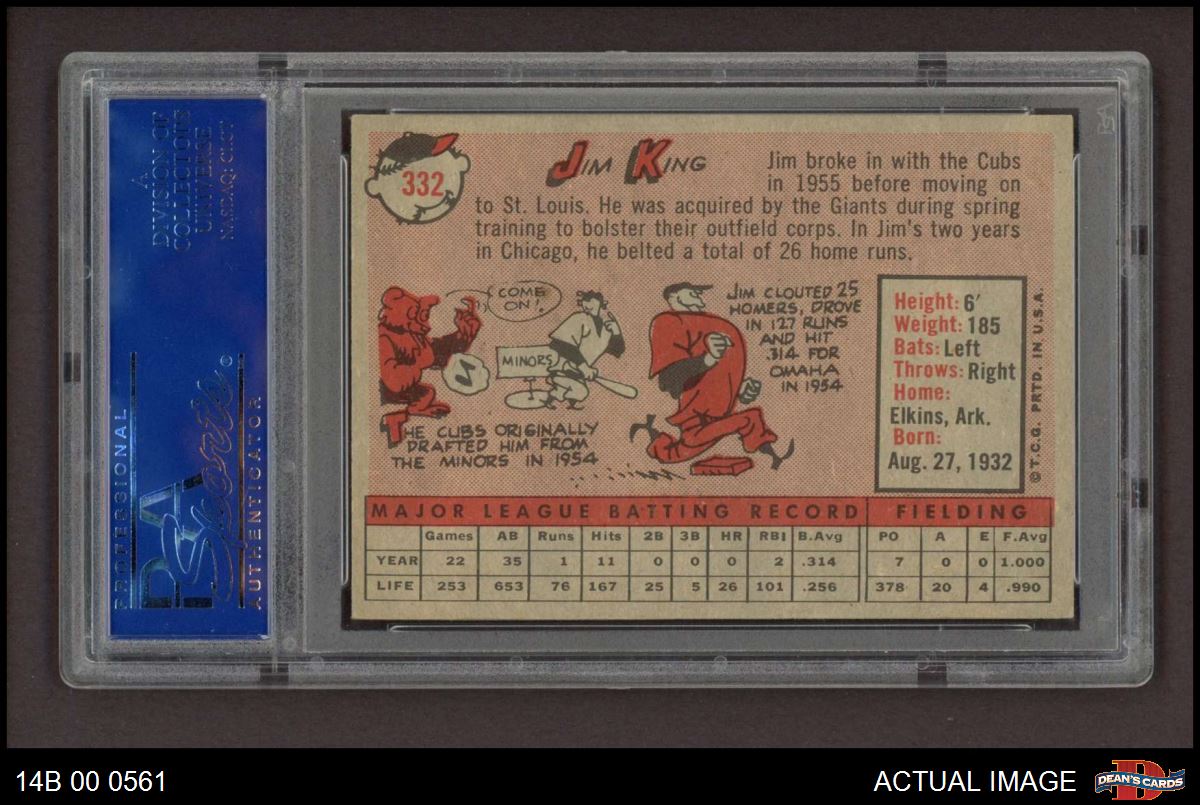 A
DIVISION OF
COLLECTORS
UNIVERSE
NASDAQ: CLCT
PROFESSIONAL
PSA
Sports
AUTHENTICATOR
332
JIM KING
Jim broke in with the Cubs
in 1955 before moving on
to St. Louis. He was acquired by the Giants during spring
training to bolster their outfield corps. In Jim's two years
in Chicago, he belted a total of 26 home runs.
COME
ON!
MINORS
THE CUBS ORIGINALLY
DRAFTED HIM FROM
THE MINORS IN 1954
JIM CLOUTED 25
HOMERS, DROVE
IN 127 RUNS
AND HIT
.314 FOR
OMAHA
IN 1954
Height: 6'
Weight: 185
Bats: Left
Throws: Right
Home:
Elkins, Ark.
Born:
Aug. 27, 1932
© T.C.G. PRTD. IN U.S.A.
MAJOR LEAGUE BATTING RECORD FIELDING
Games AB Runs Hits 2B 3B HR RBI B.Avg PO A E F.Avg
YEAR 22 35 1 11 0 0 0 2 .314 7 0 0 1.000
LIFE 253 653 76 167 25 5 26 101 .256 378 20 4 .990
14B 00 0561
ACTUAL IMAGE
DEAN'S CARDS